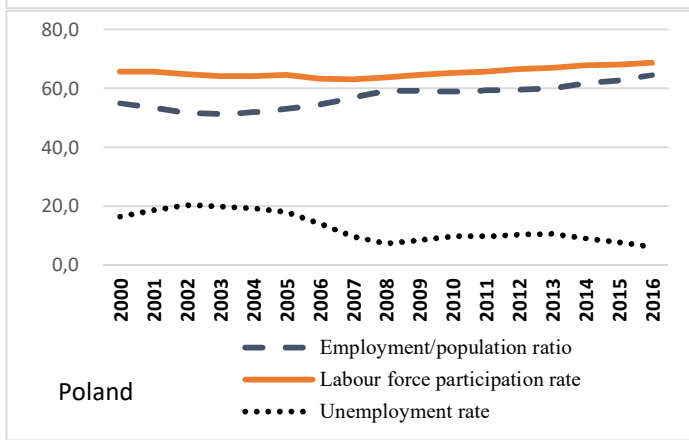 80,0
60,0
40,0
20,0
0,0
2000 2001 2002 2003 2004 2005 2006 2007 2008 2009 2010 2011 2012 2013 2014 2015 2016
Employment/population ratio
Labour force participation rate
Poland
Unemployment rate